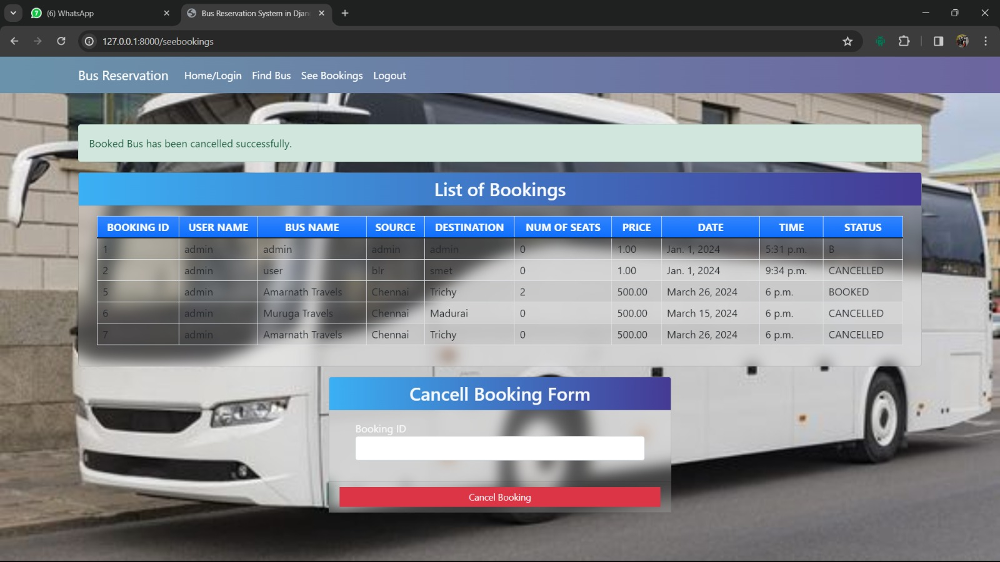 (6) WhatsApp
Bus Reservation System in Djan
127.0.0.1:8000/seebookings
Bus Reservation Home/Login Find Bus See Bookings Logout
Booked Bus has been cancelled successfully.
List of Bookings
BOOKING ID USER NAME BUS NAME SOURCE DESTINATION NUM OF SEATS PRICE DATE TIME STATUS
1 admin admin admin admin 0 1.00 Jan. 1, 2024 5:31 p.m. B
2 admin user blr smet 0 1.00 Jan. 1, 2024 9:34 p.m. CANCELLED
5 admin Amarnath Travels Chennai Trichy 2 500.00 March 26, 2024 6 p.m. BOOKED
6 admin Muruga Travels Chennai Madurai 0 500.00 March 15, 2024 6 p.m. CANCELLED
7 admin Amarnath Travels Chennai Trichy 0 500.00 March 26, 2024 6 p.m. CANCELLED
Cancell Booking Form
Booking ID
Cancel Booking